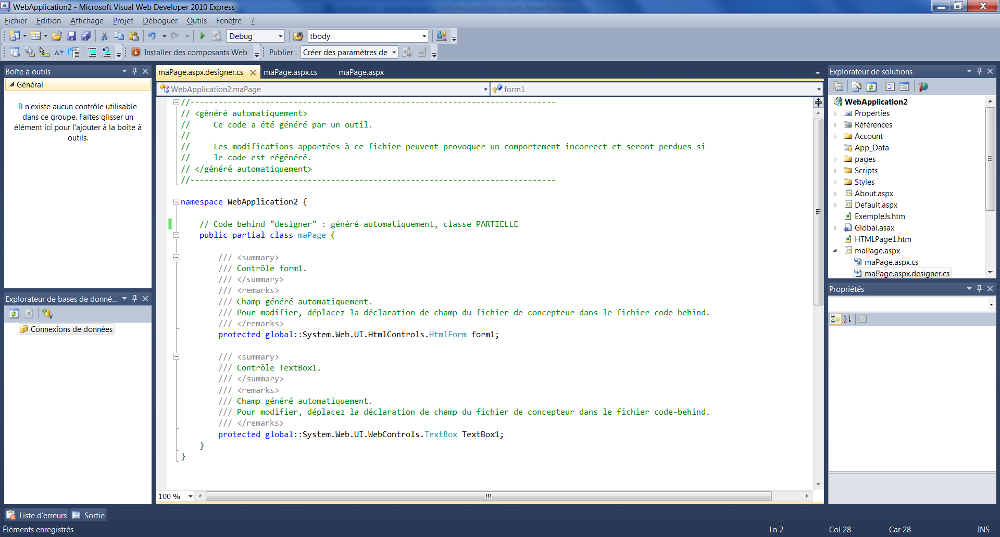 WebApplication2 - Microsoft Visual Web Developer 2010 Express
Fichier Edition Affichage Projet Déboguer Outils Fenêtre ?
Debug tbody
Installer des composants Web Publier : Créer des paramètres de
Boîte à outils
Général
Il n'existe aucun contrôle utilisable
dans ce groupe. Faites glisser un
élément ici pour l'ajouter à la boîte à
outils.
Explorateur de bases de donné...
Connexions de données
maPage.aspx.designer.cs maPage.aspx.cs maPage.aspx
WebApplication2.maPage form1
//------------------------------------------------------------------------------
// <généré automatiquement>
//     Ce code a été généré par un outil.
//
//     Les modifications apportées à ce fichier peuvent provoquer un comportement incorrect et seront perdues si
//     le code est régénéré.
// </généré automatiquement>
//------------------------------------------------------------------------------
namespace WebApplication2 {
// Code behind "designer" : généré automatiquement, classe PARTIELLE
public partial class maPage {
/// <summary>
/// Contrôle form1.
/// </summary>
/// <remarks>
/// Champ généré automatiquement.
/// Pour modifier, déplacez la déclaration de champ du fichier de concepteur dans le fichier code-behind.
/// </remarks>
protected global::System.Web.UI.HtmlControls.HtmlForm form1;
/// <summary>
/// Contrôle TextBox1.
/// </summary>
/// <remarks>
/// Champ généré automatiquement.
/// Pour modifier, déplacez la déclaration de champ du fichier de concepteur dans le fichier code-behind.
/// </remarks>
protected global::System.Web.UI.WebControls.TextBox TextBox1;
}
}
100 %
Explorateur de solutions
WebApplication2
Properties
Références
Account
App_Data
pages
Scripts
Styles
About.aspx
Default.aspx
ExempleJs.htm
Global.asax
HTMLPage1.htm
maPage.aspx
maPage.aspx.cs
maPage.aspx.designer.cs
Propriétés
Liste d'erreurs Sortie
Éléments enregistrés Ln 2 Col 28 Car 28 INS